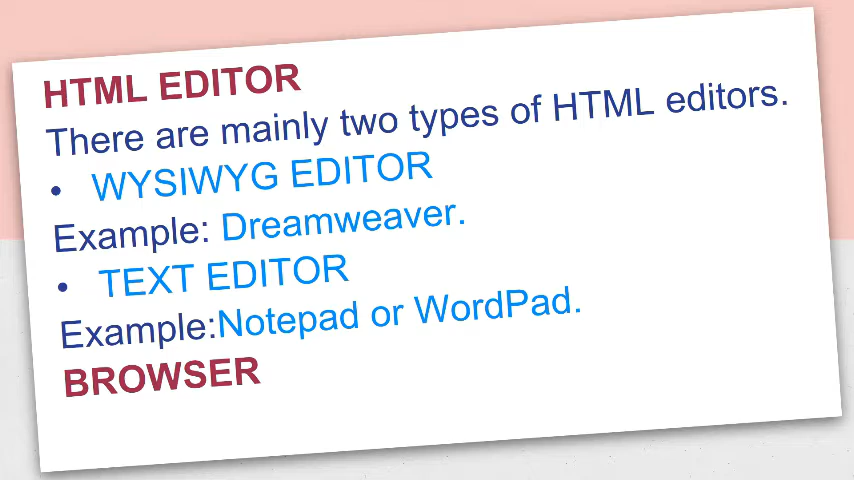 HTML EDITOR
There are mainly two types of HTML editors.
• WYSIWYG EDITOR
Example: Dreamweaver.
• TEXT EDITOR
Example:Notepad or WordPad.
BROWSER